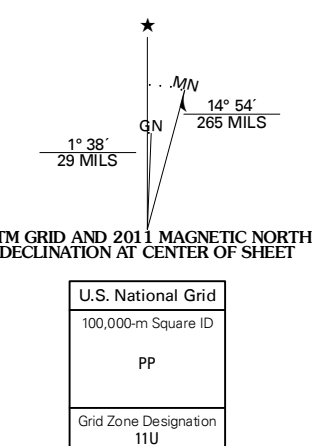 ★
MN
GN
14° 54´
265 MILS
1° 38´
29 MILS
TM GRID AND 2011 MAGNETIC NORTH
DECLINATION AT CENTER OF SHEET
U.S. National Grid
100,000-m Square ID
PP
Grid Zone Designation
11U